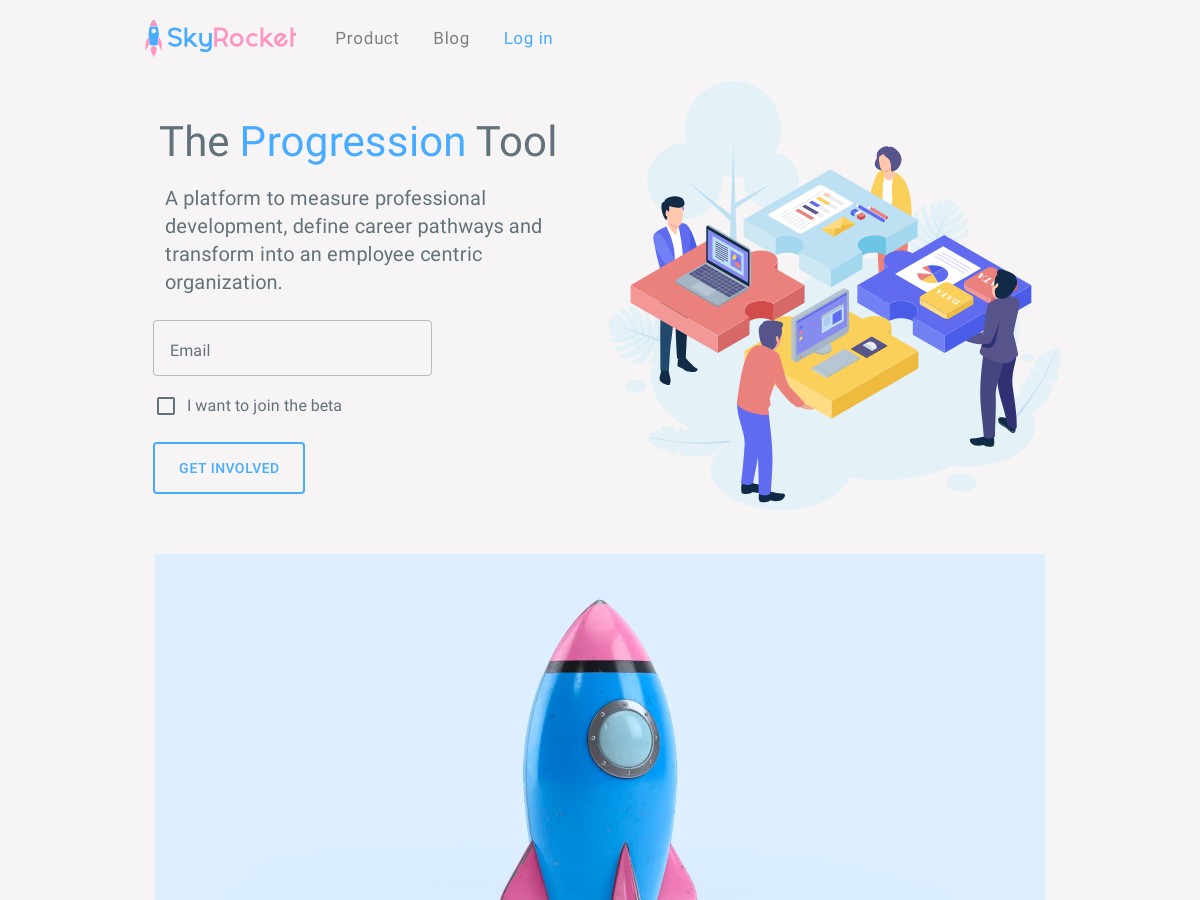 SkyRocket
Product
Blog
Log in
The Progression Tool
A platform to measure professional
development, define career pathways and
transform into an employee centric
organization.
Email
I want to join the beta
GET INVOLVED
DATA